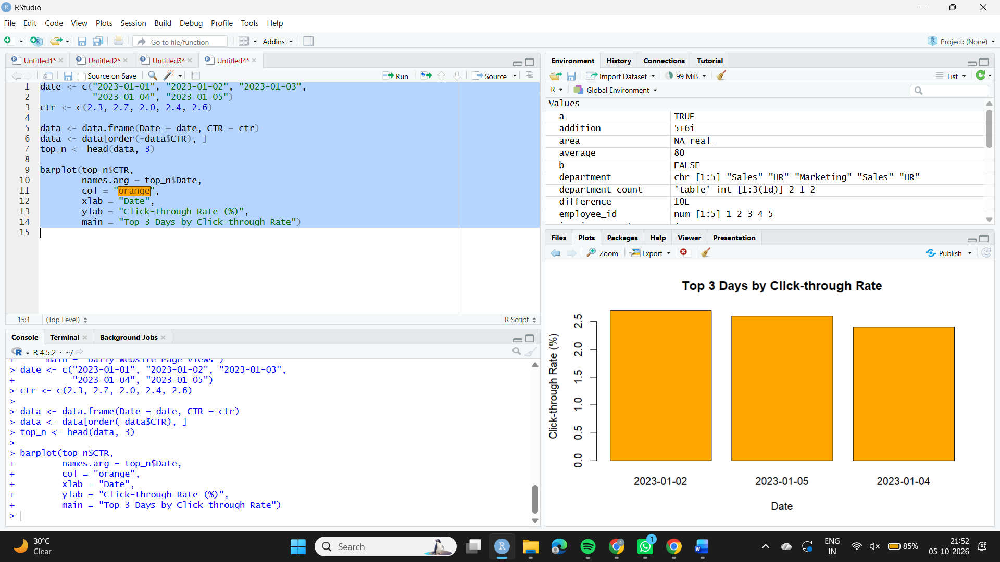 RStudio
File Edit Code View Plots Session Build Debug Profile Tools Help
Go to file/function Addins Project: (None)
Untitled1* Untitled2* Untitled3* Untitled4*
Source on Save Run Source
1 date <- c("2023-01-01", "2023-01-02", "2023-01-03",
2 "2023-01-04", "2023-01-05")
3 ctr <- c(2.3, 2.7, 2.0, 2.4, 2.6)
4
5 data <- data.frame(Date = date, CTR = ctr)
6 data <- data[order(-data$CTR), ]
7 top_n <- head(data, 3)
8
9 barplot(top_n$CTR,
10 names.arg = top_n$Date,
11 col = "orange",
12 xlab = "Date",
13 ylab = "Click-through Rate (%)",
14 main = "Top 3 Days by Click-through Rate")
15
15:1 (Top Level) R Script
Console Terminal Background Jobs
R 4.5.2 · ~/
+ main = "Daily Website Page Views")
> date <- c("2023-01-01", "2023-01-02", "2023-01-03",
+ "2023-01-04", "2023-01-05")
> ctr <- c(2.3, 2.7, 2.0, 2.4, 2.6)
>
> data <- data.frame(Date = date, CTR = ctr)
> data <- data[order(-data$CTR), ]
> top_n <- head(data, 3)
>
> barplot(top_n$CTR,
+ names.arg = top_n$Date,
+ col = "orange",
+ xlab = "Date",
+ ylab = "Click-through Rate (%)",
+ main = "Top 3 Days by Click-through Rate")
>
Environment History Connections Tutorial
Import Dataset 99 MiB List
R Global Environment
Values
a TRUE
addition 5+6i
area NA_real_
average 80
b FALSE
department chr [1:5] "Sales" "HR" "Marketing" "Sales" "HR"
department_count 'table' int [1:3(1d)] 2 1 2
difference 10L
employee_id num [1:5] 1 2 3 4 5
Files Plots Packages Help Viewer Presentation
Zoom Export Publish
Top 3 Days by Click-through Rate
Click-through Rate (%)
2.5
2.0
1.5
1.0
0.5
0.0
2023-01-02 2023-01-05 2023-01-04
Date
30°C
Clear
Search
1
ENG
IN
85%
21:52
05-10-2026